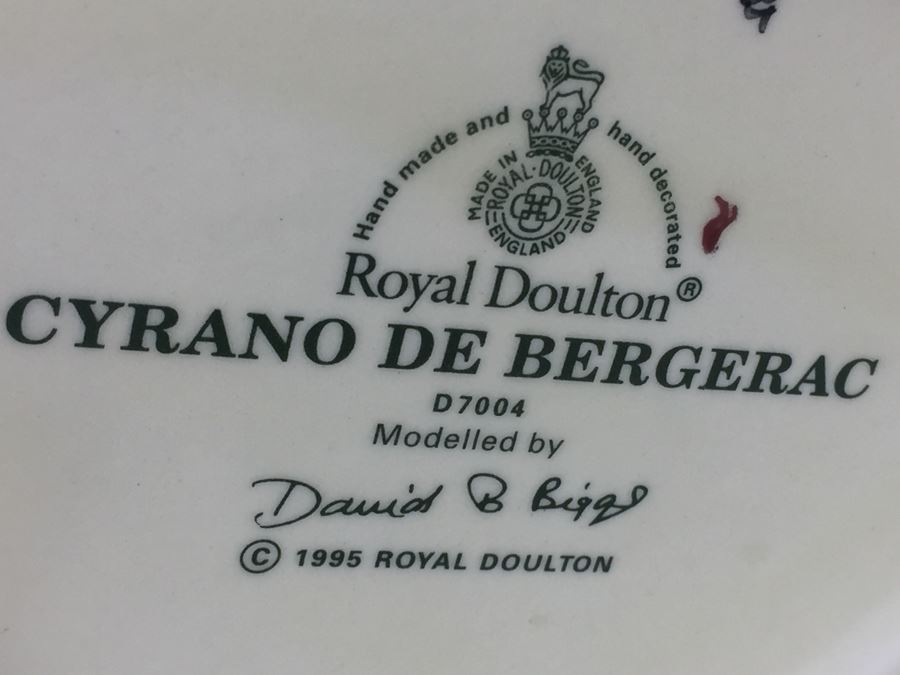 Hand made and hand decorated
MADE IN ENGLAND
ROYAL·DOULTON
ENGLAND
Royal Doulton®
CYRANO DE BERGERAC
D7004
Modelled by
David B Biggs
© 1995 ROYAL DOULTON